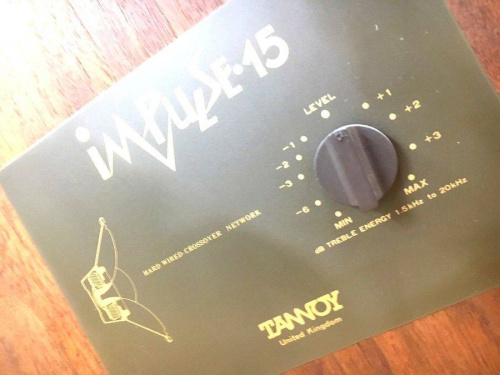 iMPULSE·15
LEVEL
-1
-2
-3
-6
MIN
+1
+2
+3
MAX
dB TREBLE ENERGY 1.5kHz to 20kHz
HARD WIRED CROSSOVER NETWORK
TANNOY
United Kingdom